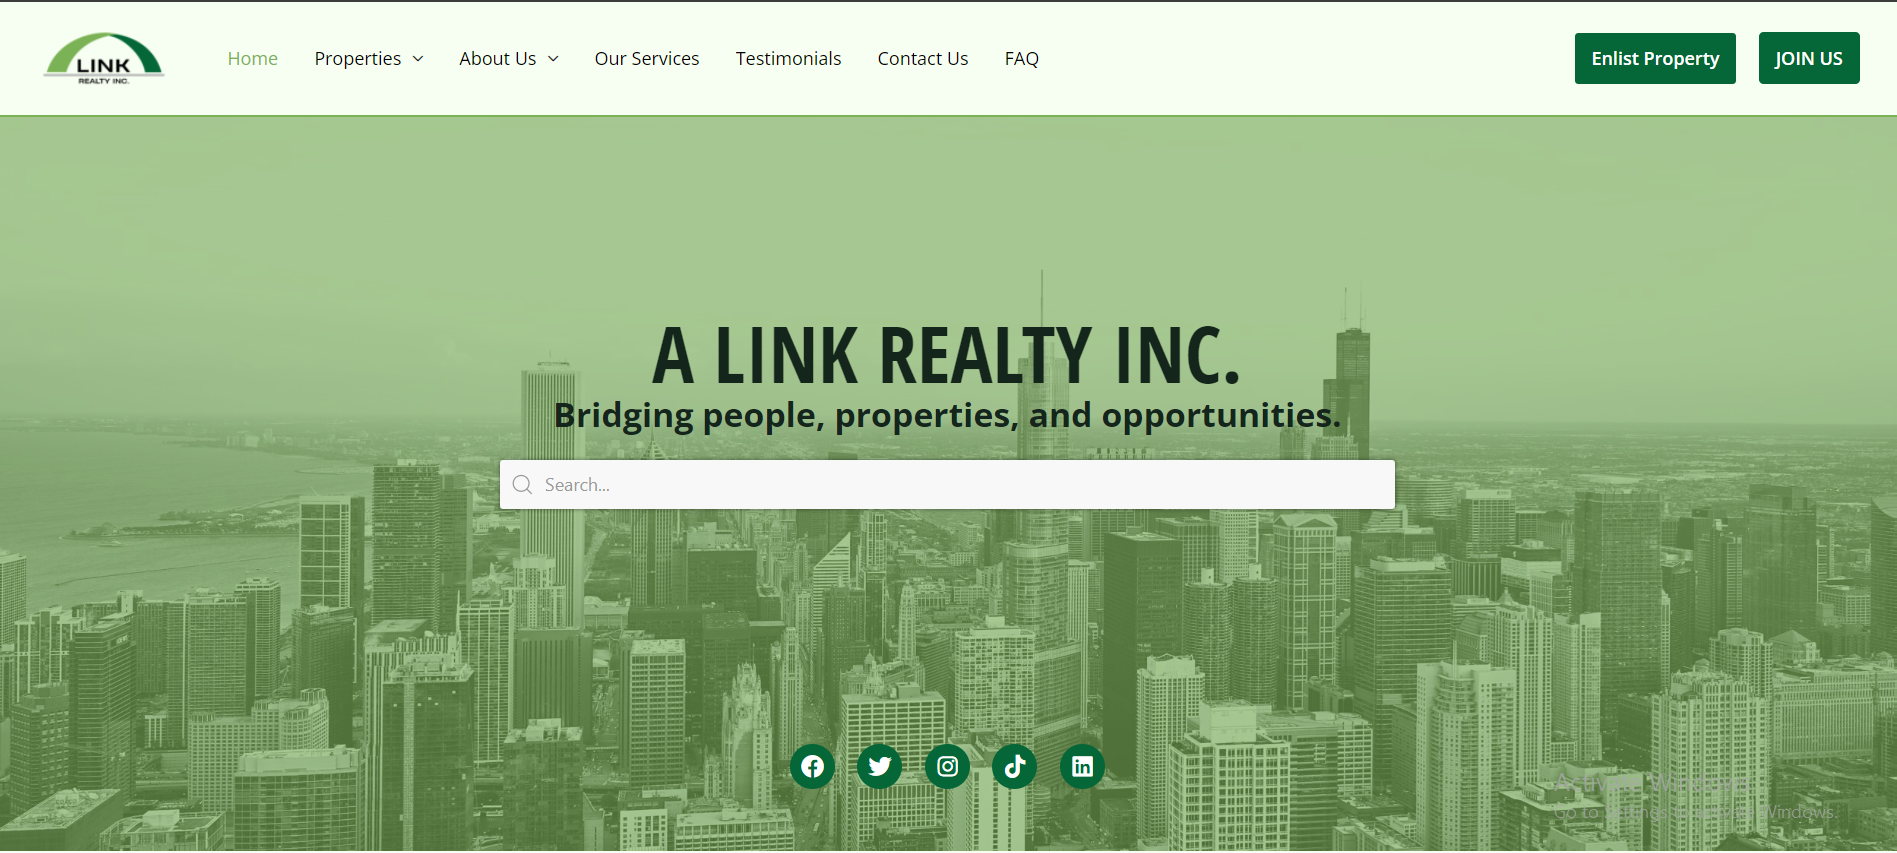 LINK
REALTY INC.
Home
Properties
About Us
Our Services
Testimonials
Contact Us
FAQ
Enlist Property
JOIN US
A LINK REALTY INC.
Bridging people, properties, and opportunities.
Search...
Activate Windows
Go to Settings to activate Windows.